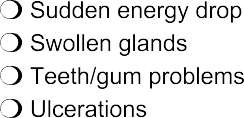 ❍ Sudden energy drop
❍ Swollen glands
❍ Teeth/gum problems
❍ Ulcerations